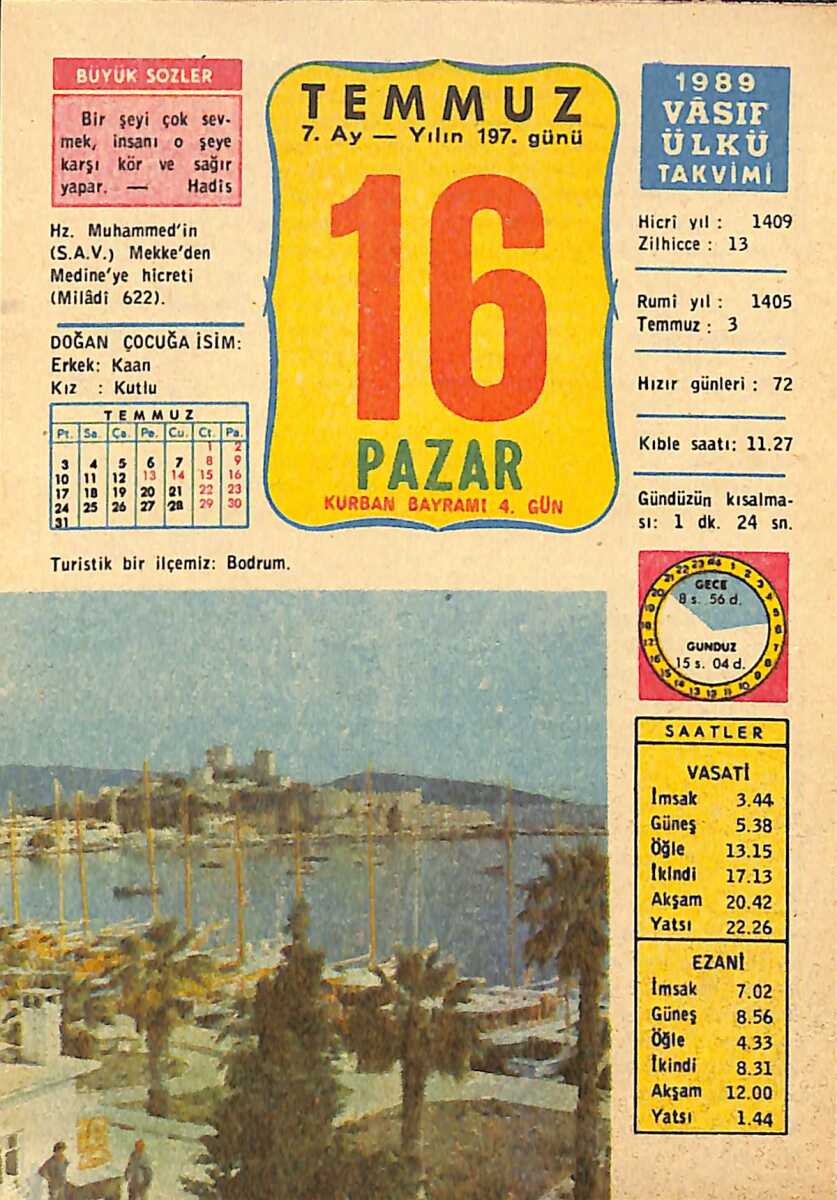 BÜYÜK SÖZLER
Bir şeyi çok sev-
mek, insanı o şeye
karşı kör ve sağır
yapar. — Hadis
Hz. Muhammed'in
(S.A.V.) Mekke'den
Medine'ye hicreti
(Milâdî 622).
DOĞAN ÇOCUĞA İSİM:
Erkek: Kaan
Kız : Kutlu
TEMMUZ
Pt. Sa. Ça. Pe. Cu. Ct. Pa.
1 2
3 4 5 6 7 8 9
10 11 12 13 14 15 16
17 18 19 20 21 22 23
24 25 26 27 28 29 30
31
TEMMUZ
7. Ay — Yılın 197. günü
16
PAZAR
KURBAN BAYRAMI 4. GÜN
1989
VÂSIF
ÜLKÜ
TAKVİMİ
Hicrî yıl : 1409
Zilhicce : 13
Rumî yıl : 1405
Temmuz : 3
Hızır günleri : 72
Kıble saatı: 11.27
Gündüzün kısalma-
sı: 1 dk. 24 sn.
Turistik bir ilçemiz: Bodrum.
GECE
8 s. 56 d.
GUNDUZ
15 s. 04 d.
SAATLER
VASATİ
İmsak 3.44
Güneş 5.38
Öğle 13.15
İkindi 17.13
Akşam 20.42
Yatsı 22.26
EZANİ
İmsak 7.02
Güneş 8.56
Öğle 4.33
İkindi 8.31
Akşam 12.00
Yatsı 1.44